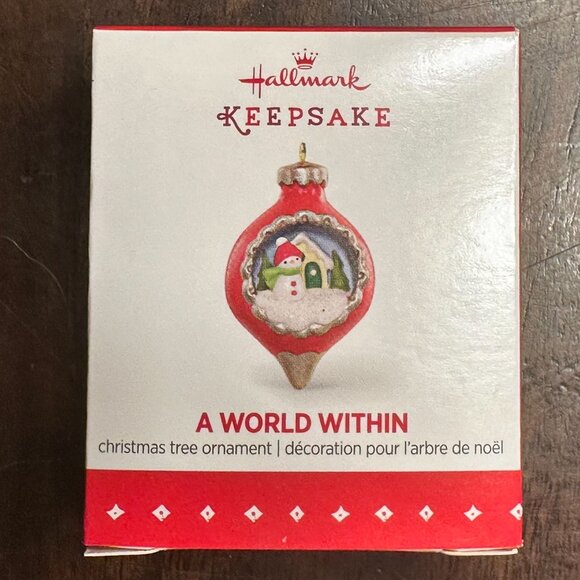 Hallmark
KEEPSAKE
A WORLD WITHIN
christmas tree ornament | décoration pour l'arbre de noël